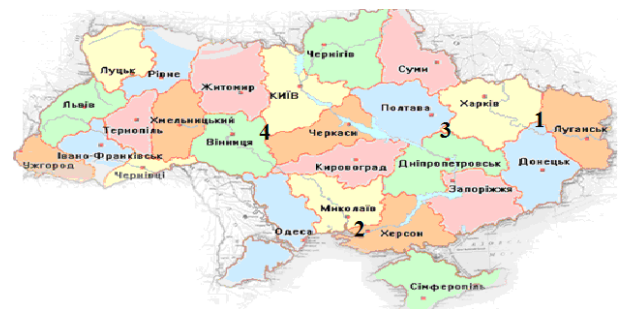 Чернігів
Луцьк
Рівне
Суми
Житомир
КИЇВ
Харків
Львів
Полтава
1
Хмельницький
3
Луганськ
Тернопіль
4
Черкаси
Вінниця
Івано-Франківськ
Ужгород
Кировоград
Дніпропетровськ
Донецьк
Чернівці
Запоріжжя
Миколаїв
Одеса
2
Херсон
Сімферопіль